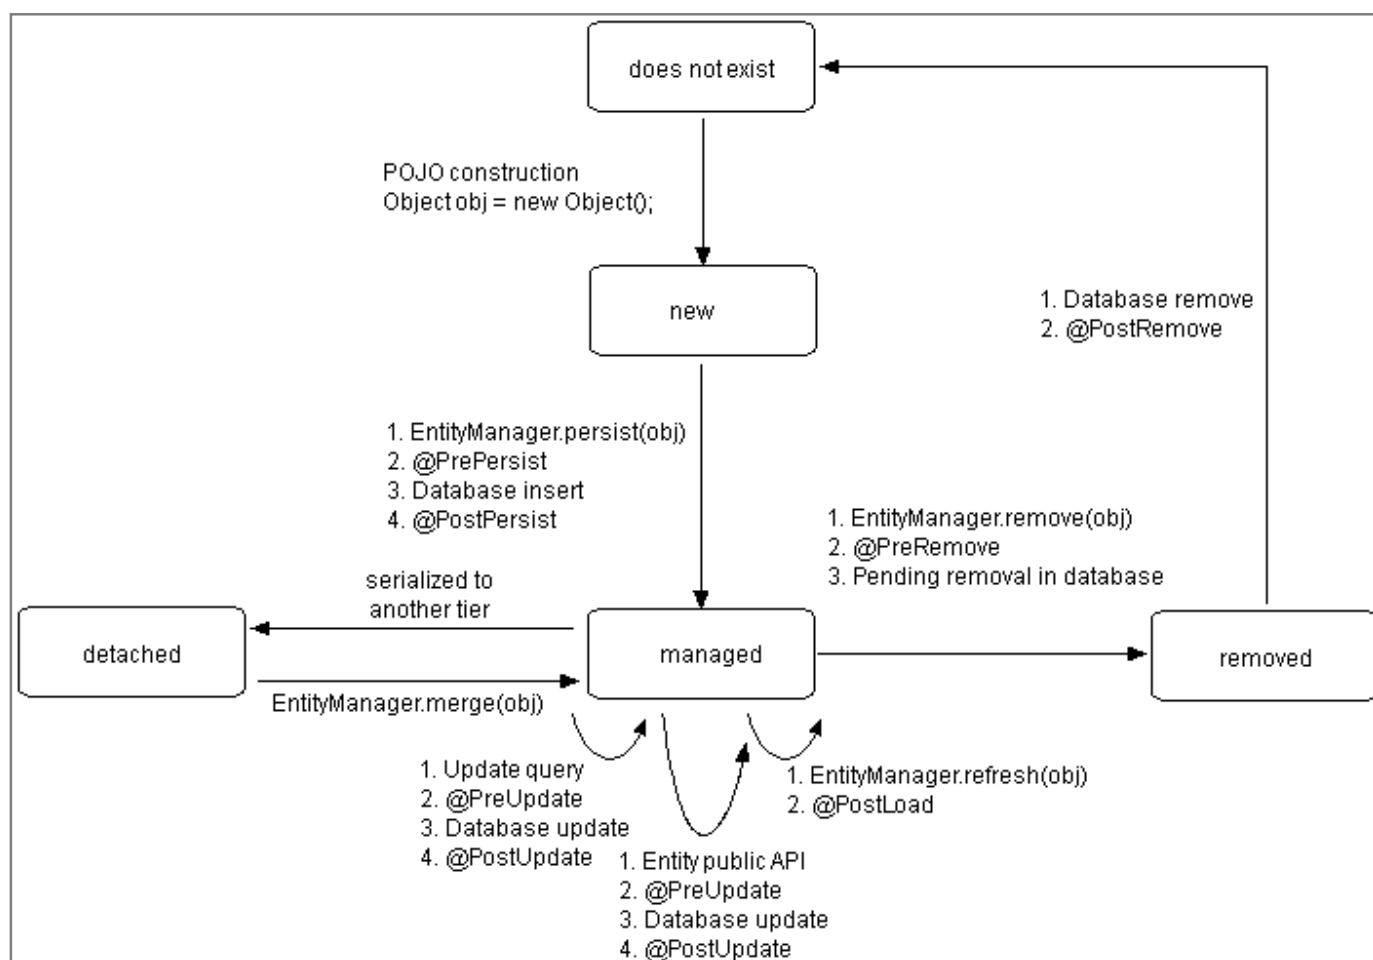 does not exist
POJO construction
Object obj = new Object();
new
1. Database remove
2. @PostRemove
1. EntityManager.persist(obj)
2. @PrePersist
3. Database insert
4. @PostPersist
1. EntityManager.remove(obj)
2. @PreRemove
3. Pending removal in database
serialized to
another tier
detached
managed
removed
EntityManager.merge(obj)
1. Update query
2. @PreUpdate
3. Database update
4. @PostUpdate
1. EntityManager.refresh(obj)
2. @PostLoad
1. Entity public API
2. @PreUpdate
3. Database update
4. @PostUpdate